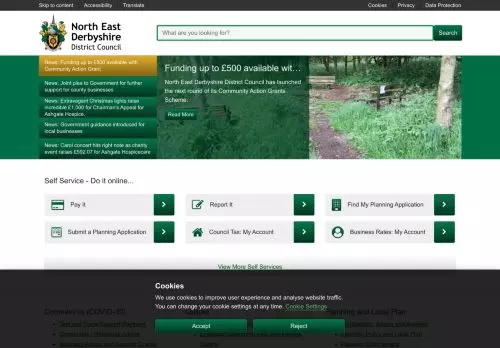 Skip to content Accessibility Translate Cookies Privacy Data Protection
North East
Derbyshire
District Council
What are you looking for?
Search
News: Funding up to £500 available with
Community Action Grant
News: Joint plea to Government for further
support for county businesses
News: Extravagant Christmas lights raise
incredible £1,000 for Chairman's Appeal for
Ashgate Hospice.
News: Government guidance introduced for
local businesses
News: Carol concert hits right note as charity
event raises £592.07 for Ashgate Hospicecare
Funding up to £500 available wit…
North East Derbyshire District Council has launched
the next round of its Community Action Grants
Scheme.
Read More
Self Service - Do it online...
Pay it
Report It
Find My Planning Application
Submit a Planning Application
Council Tax: My Account
Business Rates: My Account
View More Self Services
Cookies
We use cookies to improve user experience and analyse website traffic.
You can change your cookie settings at any time. Cookie Settings
Accept
Reject